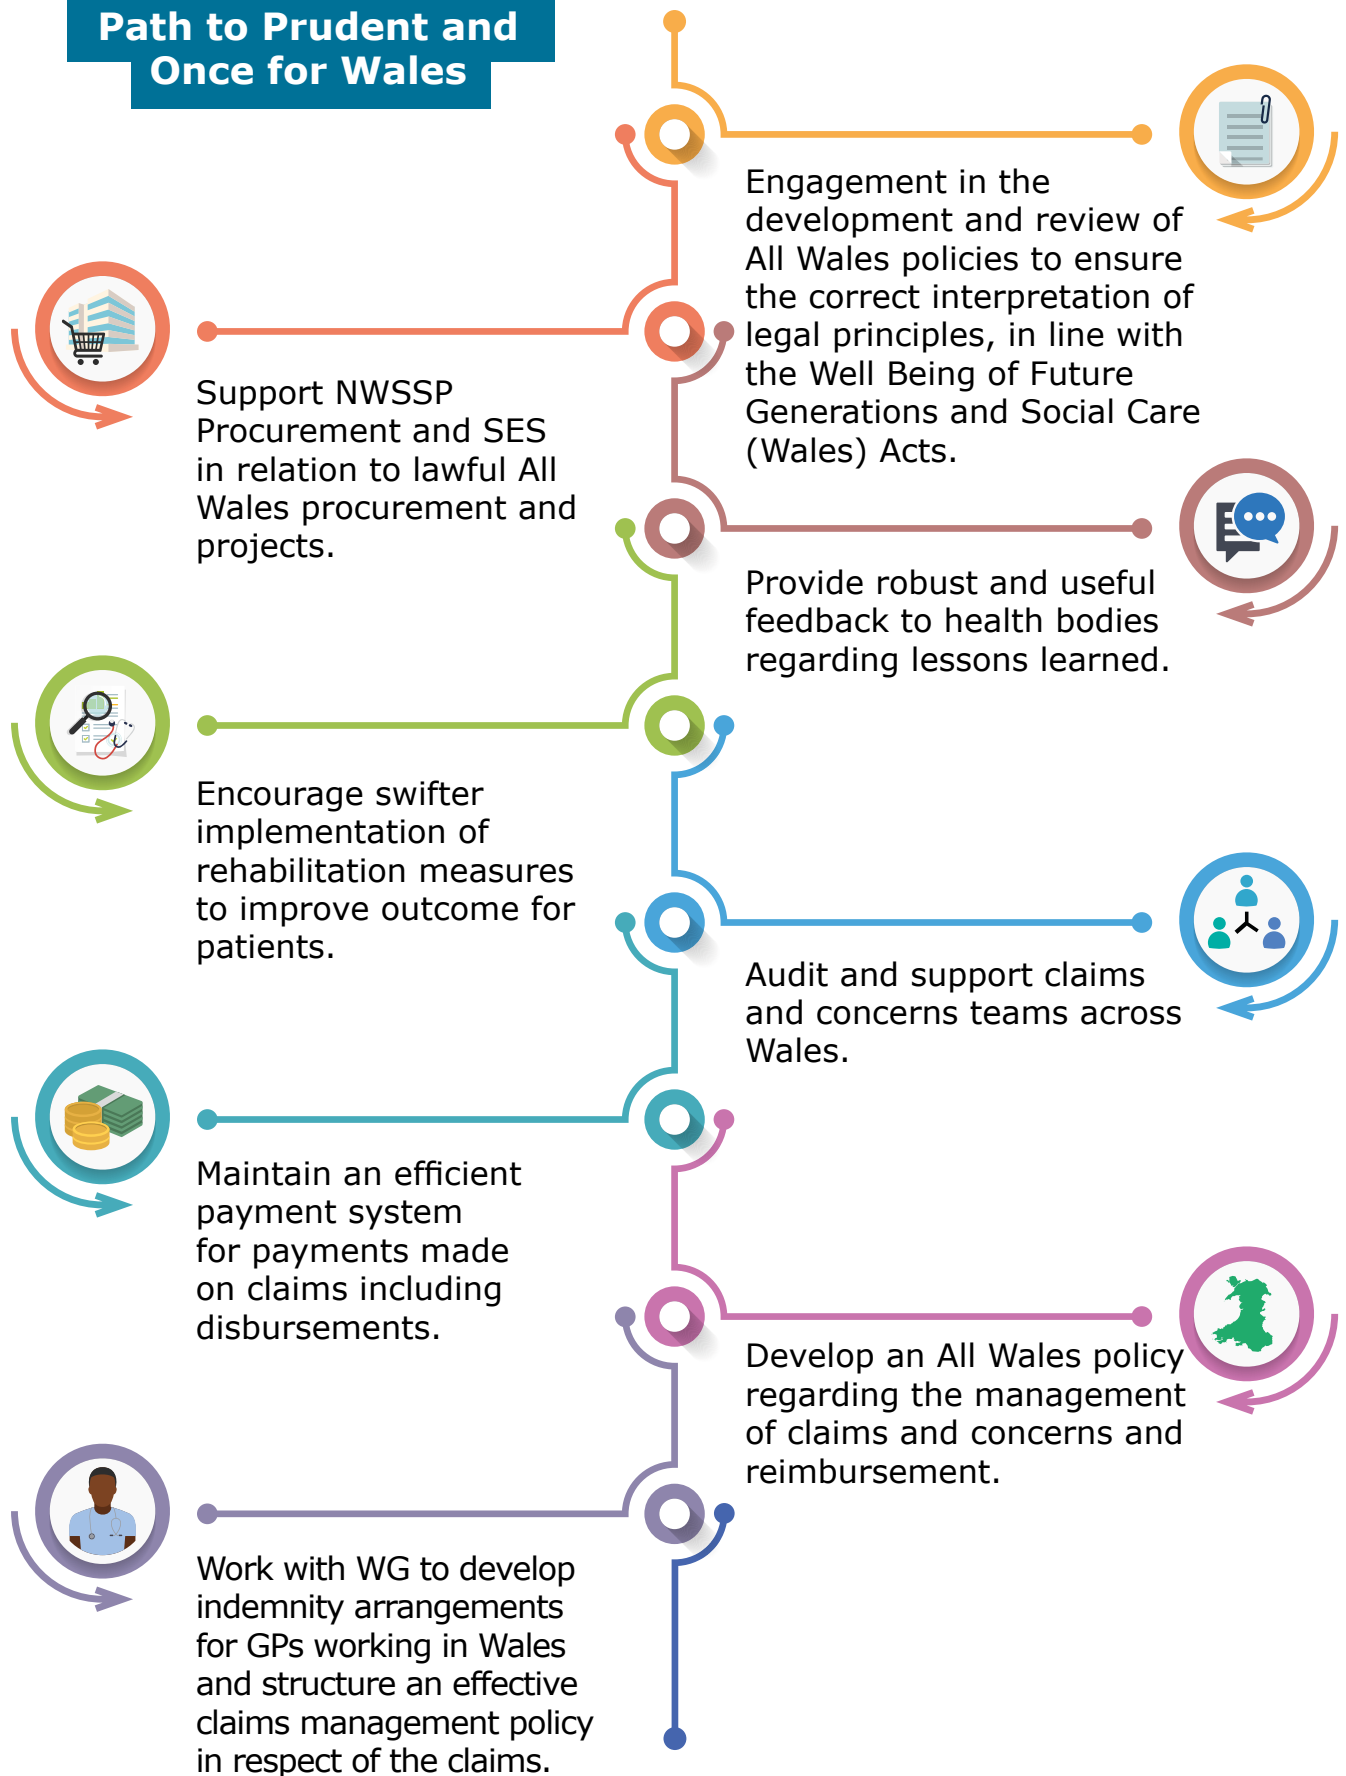 Path to Prudent and
Once for Wales
Engagement in the
development and review of
All Wales policies to ensure
the correct interpretation of
legal principles, in line with
the Well Being of Future
Generations and Social Care
(Wales) Acts.
Support NWSSP
Procurement and SES
in relation to lawful All
Wales procurement and
projects.
Provide robust and useful
feedback to health bodies
regarding lessons learned.
Encourage swifter
implementation of
rehabilitation measures
to improve outcome for
patients.
Audit and support claims
and concerns teams across
Wales.
Maintain an efficient
payment system
for payments made
on claims including
disbursements.
Develop an All Wales policy
regarding the management
of claims and concerns and
reimbursement.
Work with WG to develop
indemnity arrangements
for GPs working in Wales
and structure an effective
claims management policy
in respect of the claims.